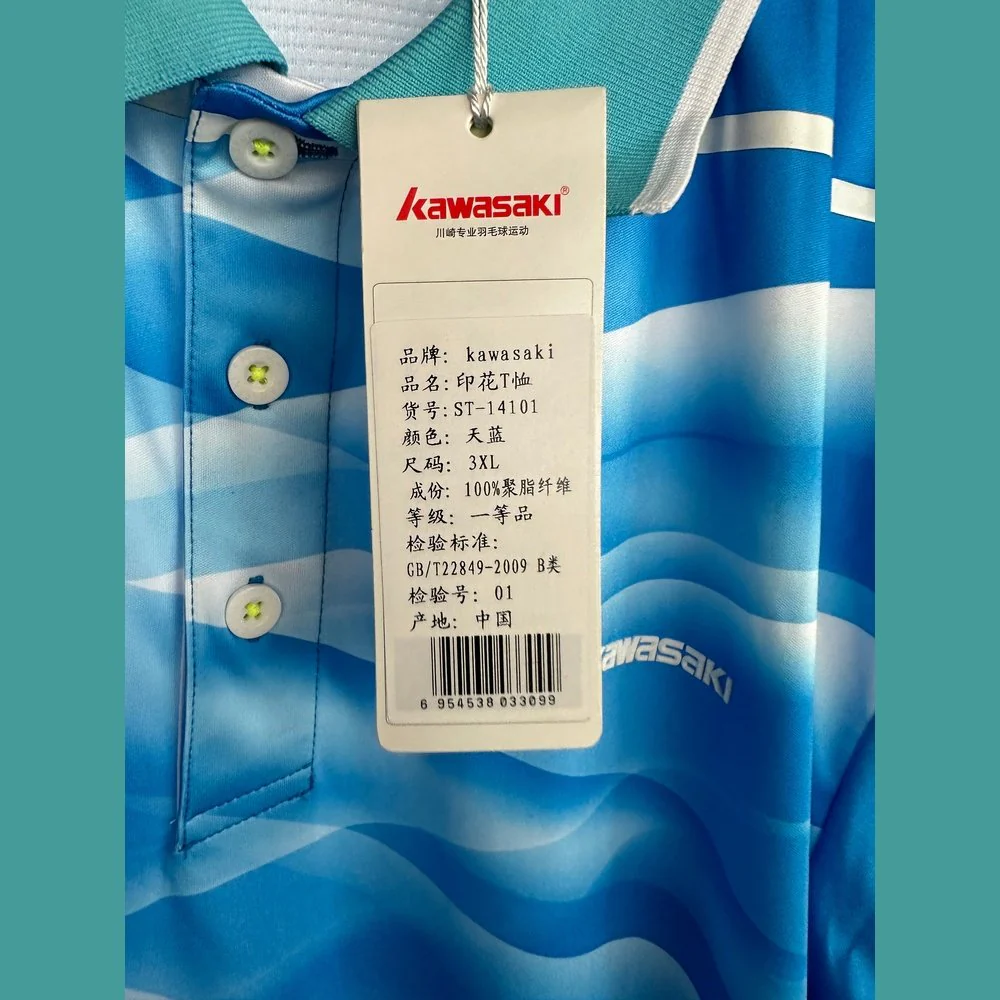 kawasaki®
川崎专业羽毛球运动
品牌: kawasaki
品名: 印花T恤
货号: ST-14101
颜色: 天蓝
尺码: 3XL
成份: 100%聚脂纤维
等级: 一等品
检验标准:
GB/T22849-2009 B类
检验号: 01
产地: 中国
6 954538 033099
kawasaki